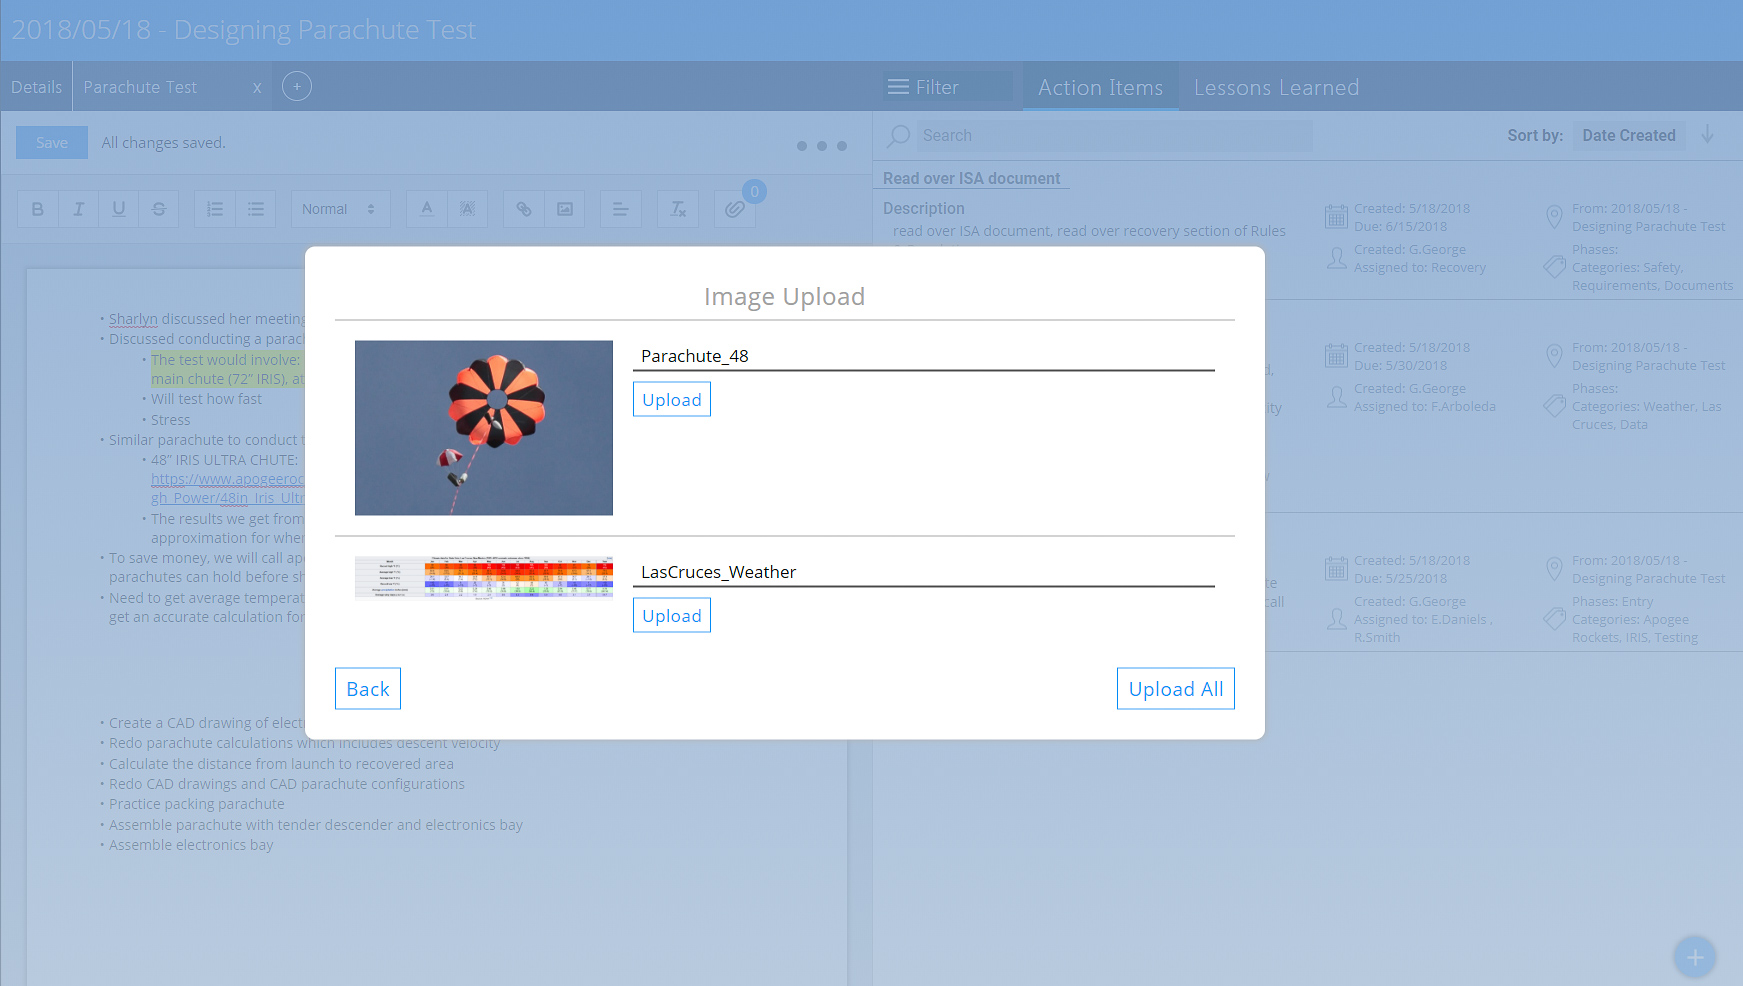 2018/05/18 - Designing Parachute Test
Details
Parachute Test
x
+
Filter
Action Items
Lessons Learned
Save
All changes saved.
Search
Sort by:
Date Created
B
I
U
S
Normal
A
A
Tx
0
Read over ISA document
Description
read over ISA document, read over recovery section of Rules
Created: 5/18/2018
Due: 6/15/2018
Created: G.George
Assigned to: Recovery
From: 2018/05/18 -
Designing Parachute Test
Phases:
Categories: Safety,
Requirements, Documents
Sharlyn discussed her meeting
Discussed conducting a parac
The test would involve:
main chute (72" IRIS), at
Will test how fast
Stress
Similar parachute to conduct t
48" IRIS ULTRA CHUTE:
https://www.apogeeroc
gh_Power/48in_Iris_Ultr
The results we get from
approximation for wher
To save money, we will call ap
parachutes can hold before sh
Need to get average temperat
get an accurate calculation for
Create a CAD drawing of elect
Redo parachute calculations which includes descent velocity
Calculate the distance from launch to recovered area
Redo CAD drawings and CAD parachute configurations
Practice packing parachute
Assemble parachute with tender descender and electronics bay
Assemble electronics bay
Image Upload
Parachute_48
Upload
LasCruces_Weather
Upload
Back
Upload All
d,
ity
w
Created: 5/18/2018
Due: 5/30/2018
Created: G.George
Assigned to: F.Arboleda
From: 2018/05/18 -
Designing Parachute Test
Phases:
Categories: Weather, Las
Cruces, Data
te
call
Created: 5/18/2018
Due: 5/25/2018
Created: G.George
Assigned to: E.Daniels ,
R.Smith
From: 2018/05/18 -
Designing Parachute Test
Phases: Entry
Categories: Apogee
Rockets, IRIS, Testing
+